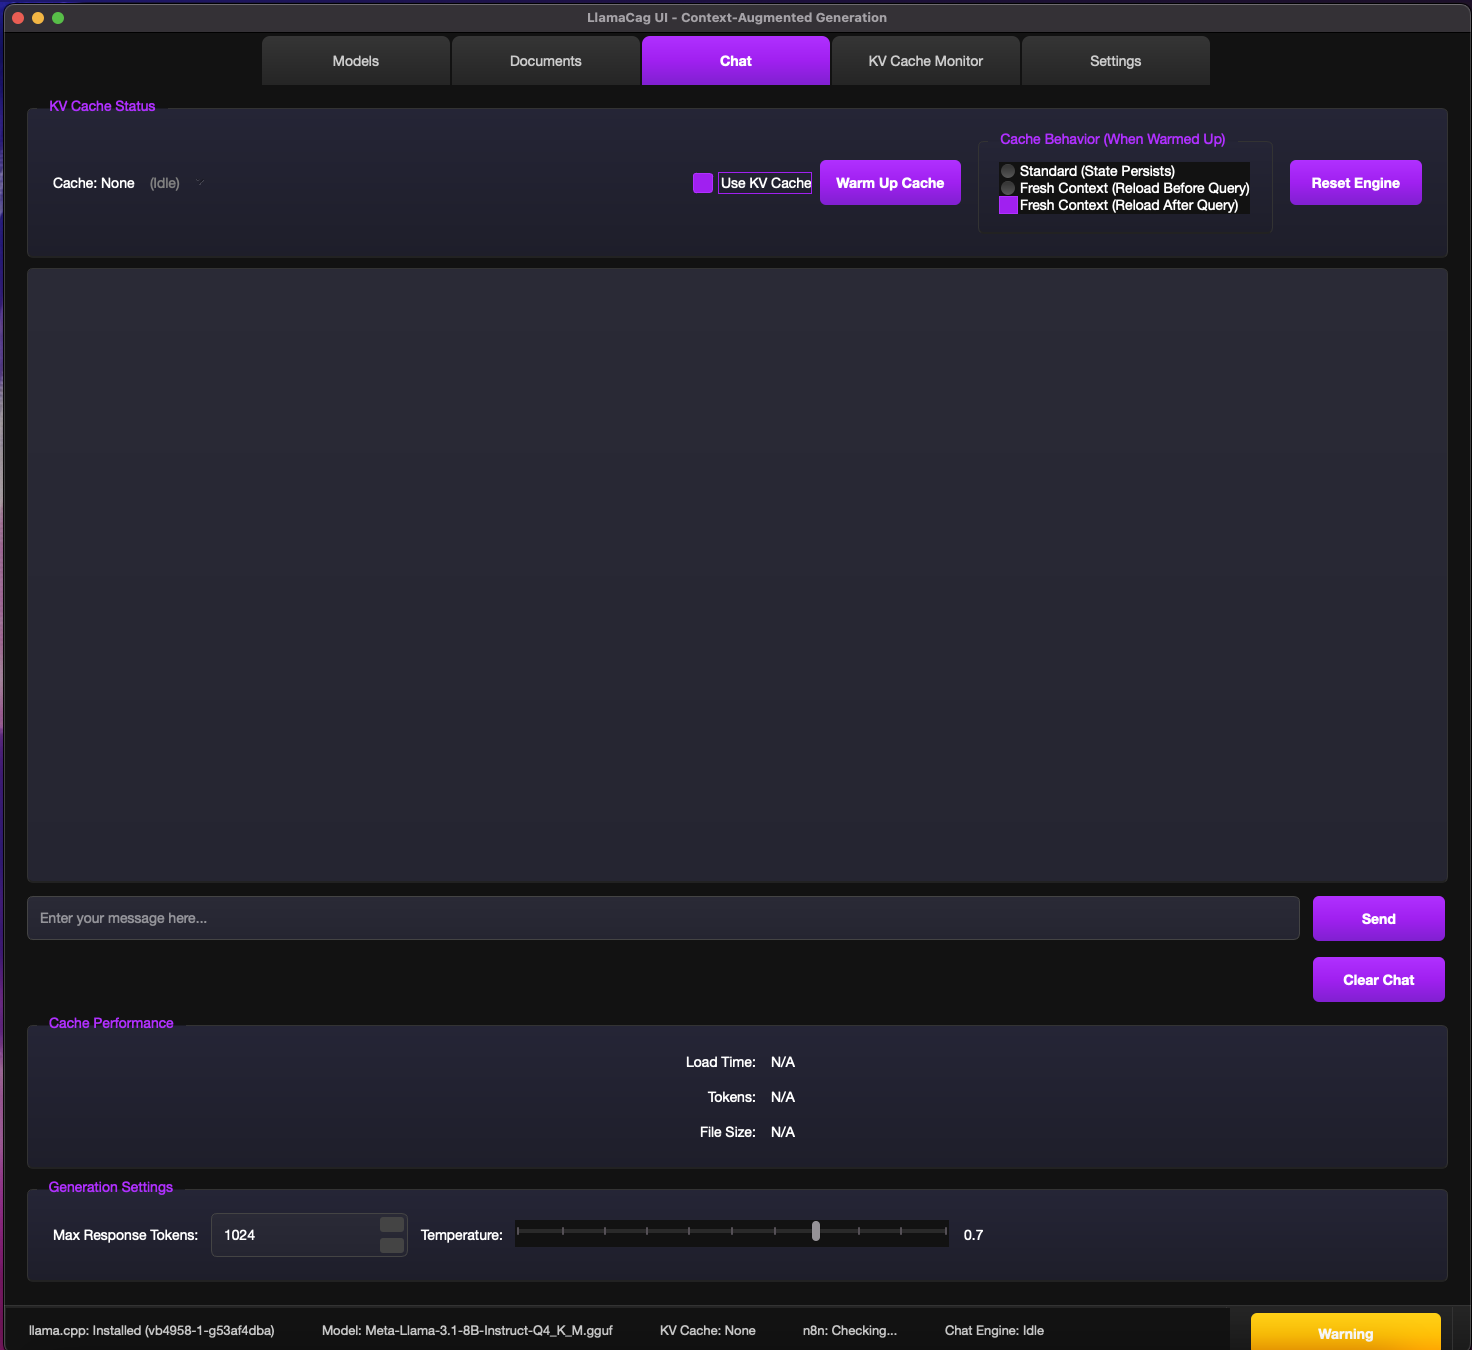 LlamaCag UI - Context-Augmented Generation
Models
Documents
Chat
KV Cache Monitor
Settings
KV Cache Status
Cache: None (Idle)
Use KV Cache
Warm Up Cache
Cache Behavior (When Warmed Up)
Standard (State Persists)
Fresh Context (Reload Before Query)
Fresh Context (Reload After Query)
Reset Engine
Enter your message here...
Send
Clear Chat
Cache Performance
Load Time: N/A
Tokens: N/A
File Size: N/A
Generation Settings
Max Response Tokens: 1024 Temperature: 0.7
llama.cpp: Installed (vb4958-1-g53af4dba) Model: Meta-Llama-3.1-8B-Instruct-Q4_K_M.gguf KV Cache: None n8n: Checking... Chat Engine: Idle
Warning